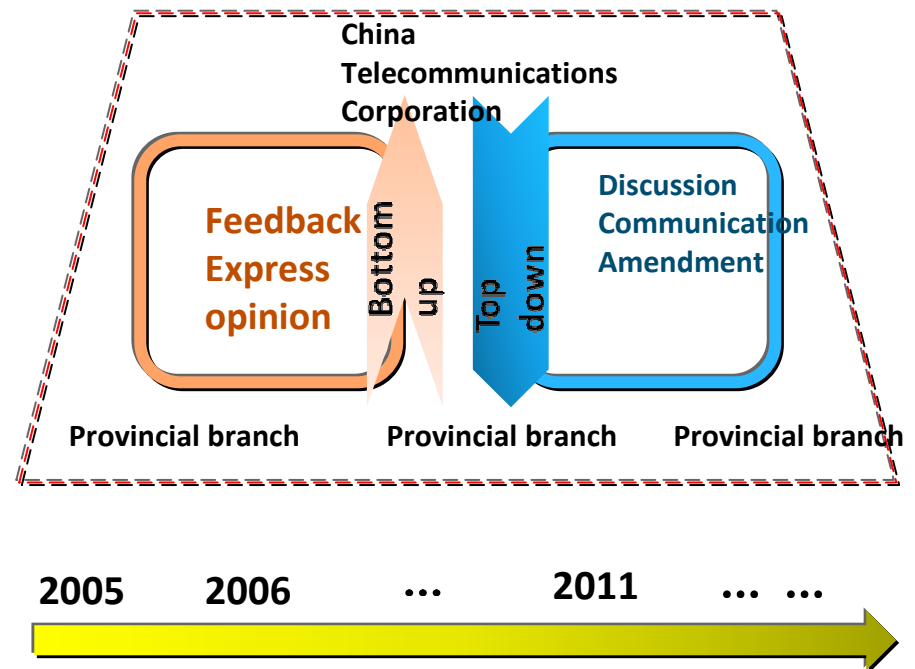 China
Telecommunications
Corporation
Feedback
Express
opinion
Bottom
up
Top
down
Discussion
Communication
Amendment
Provincial branch
Provincial branch
Provincial branch
2005
2006
...
2011
... ...